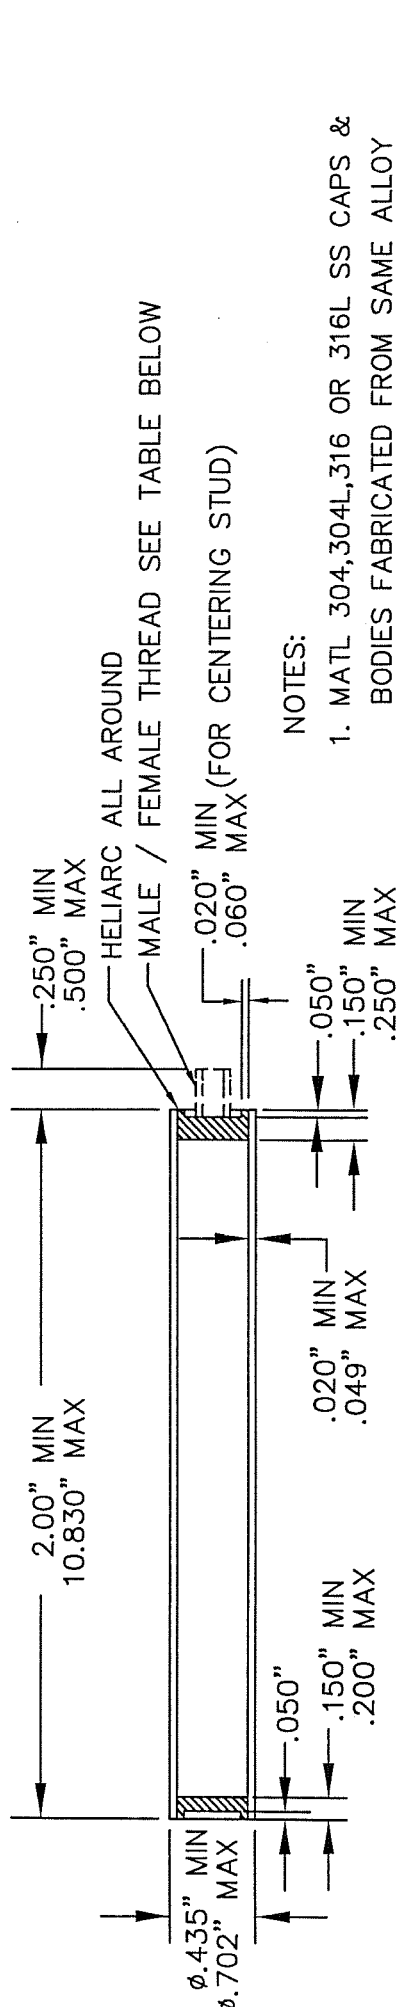 .250" MIN
.500" MAX
HELIARC ALL AROUND
MALE / FEMALE THREAD SEE TABLE BELOW
.020" MIN
.060" MAX (FOR CENTERING STUD)
2.00" MIN
10.830" MAX
ø.435" MIN
ø.702" MAX
.050"
.150" MIN
.200" MAX
.020" MIN
.049" MAX
.050"
.150" MIN
.250" MAX
NOTES:
1. MATL 304,304L,316 OR 316L SS CAPS &
BODIES FABRICATED FROM SAME ALLOY